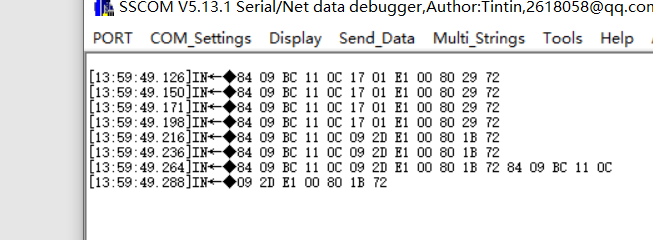 SSCOM V5.13.1 Serial/Net data debugger,Author:Tintin,2618058@qq.com
PORT COM_Settings Display Send_Data Multi_Strings Tools Help
[13:59:49.126]IN←◆84 09 BC 11 0C 17 01 E1 00 80 29 72
[13:59:49.150]IN←◆84 09 BC 11 0C 17 01 E1 00 80 29 72
[13:59:49.171]IN←◆84 09 BC 11 0C 17 01 E1 00 80 29 72
[13:59:49.198]IN←◆84 09 BC 11 0C 17 01 E1 00 80 29 72
[13:59:49.216]IN←◆84 09 BC 11 0C 09 2D E1 00 80 1B 72
[13:59:49.236]IN←◆84 09 BC 11 0C 09 2D E1 00 80 1B 72
[13:59:49.264]IN←◆84 09 BC 11 0C 09 2D E1 00 80 1B 72 84 09 BC 11 0C
[13:59:49.288]IN←◆09 2D E1 00 80 1B 72